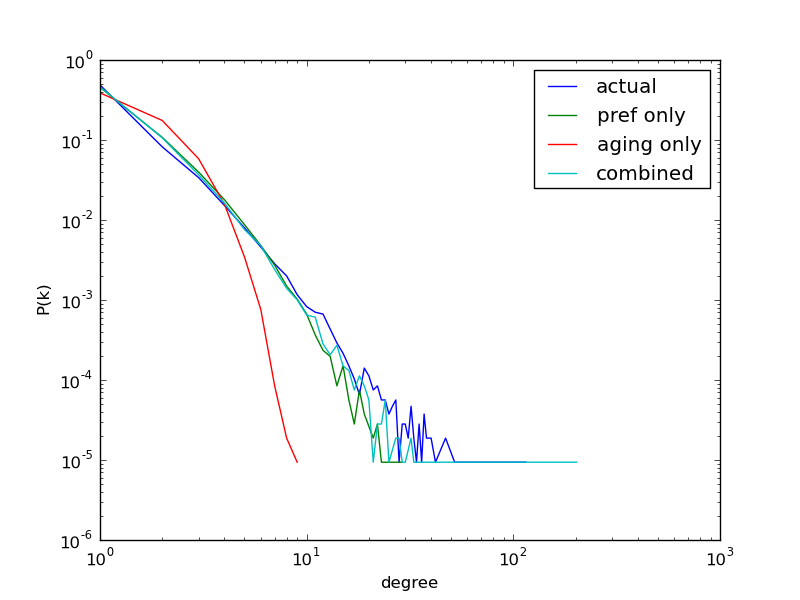 10^0
10^-1
10^-2
10^-3
10^-4
10^-5
10^-6
P(k)
actual
pref only
aging only
combined
10^0 10^1 10^2 10^3
degree